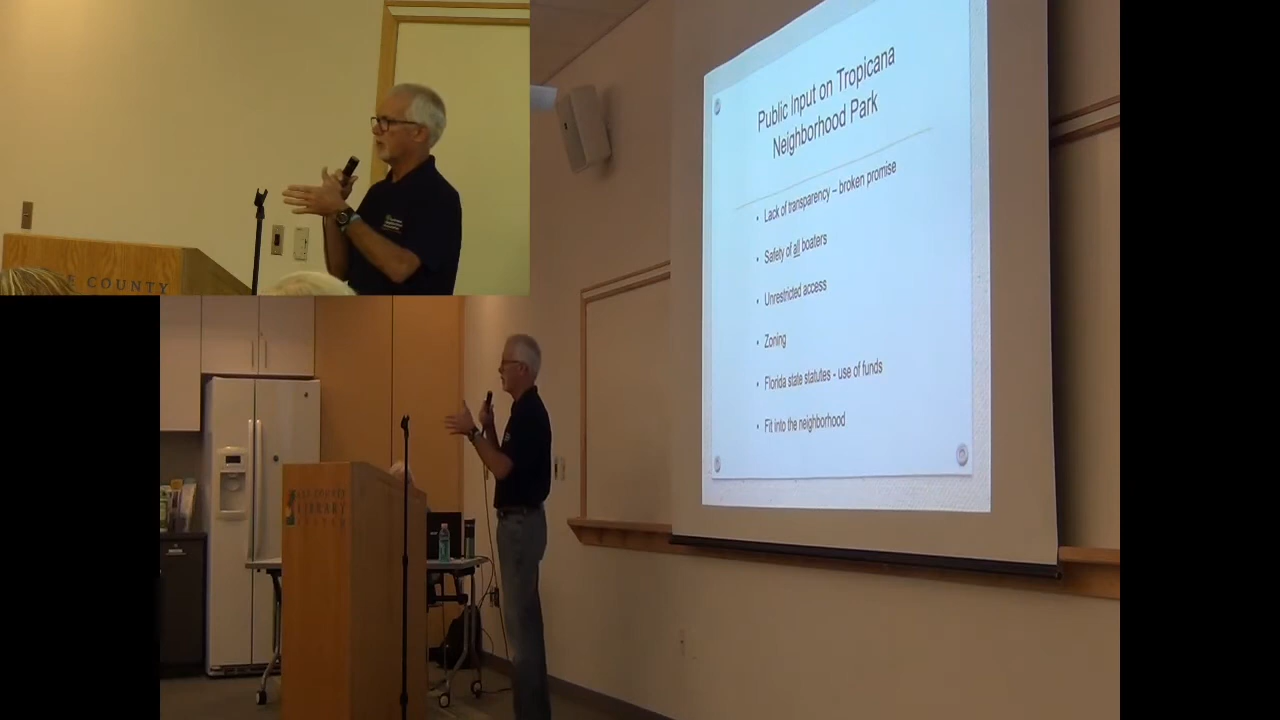 Public Input on Tropicana
Neighborhood Park
• Lack of transparency – broken promise
• Safety of all boaters
• Unrestricted access
• Zoning
• Florida state statutes - use of funds
• Fit into the neighborhood
COUNTY
COUNTY
LIBRARY